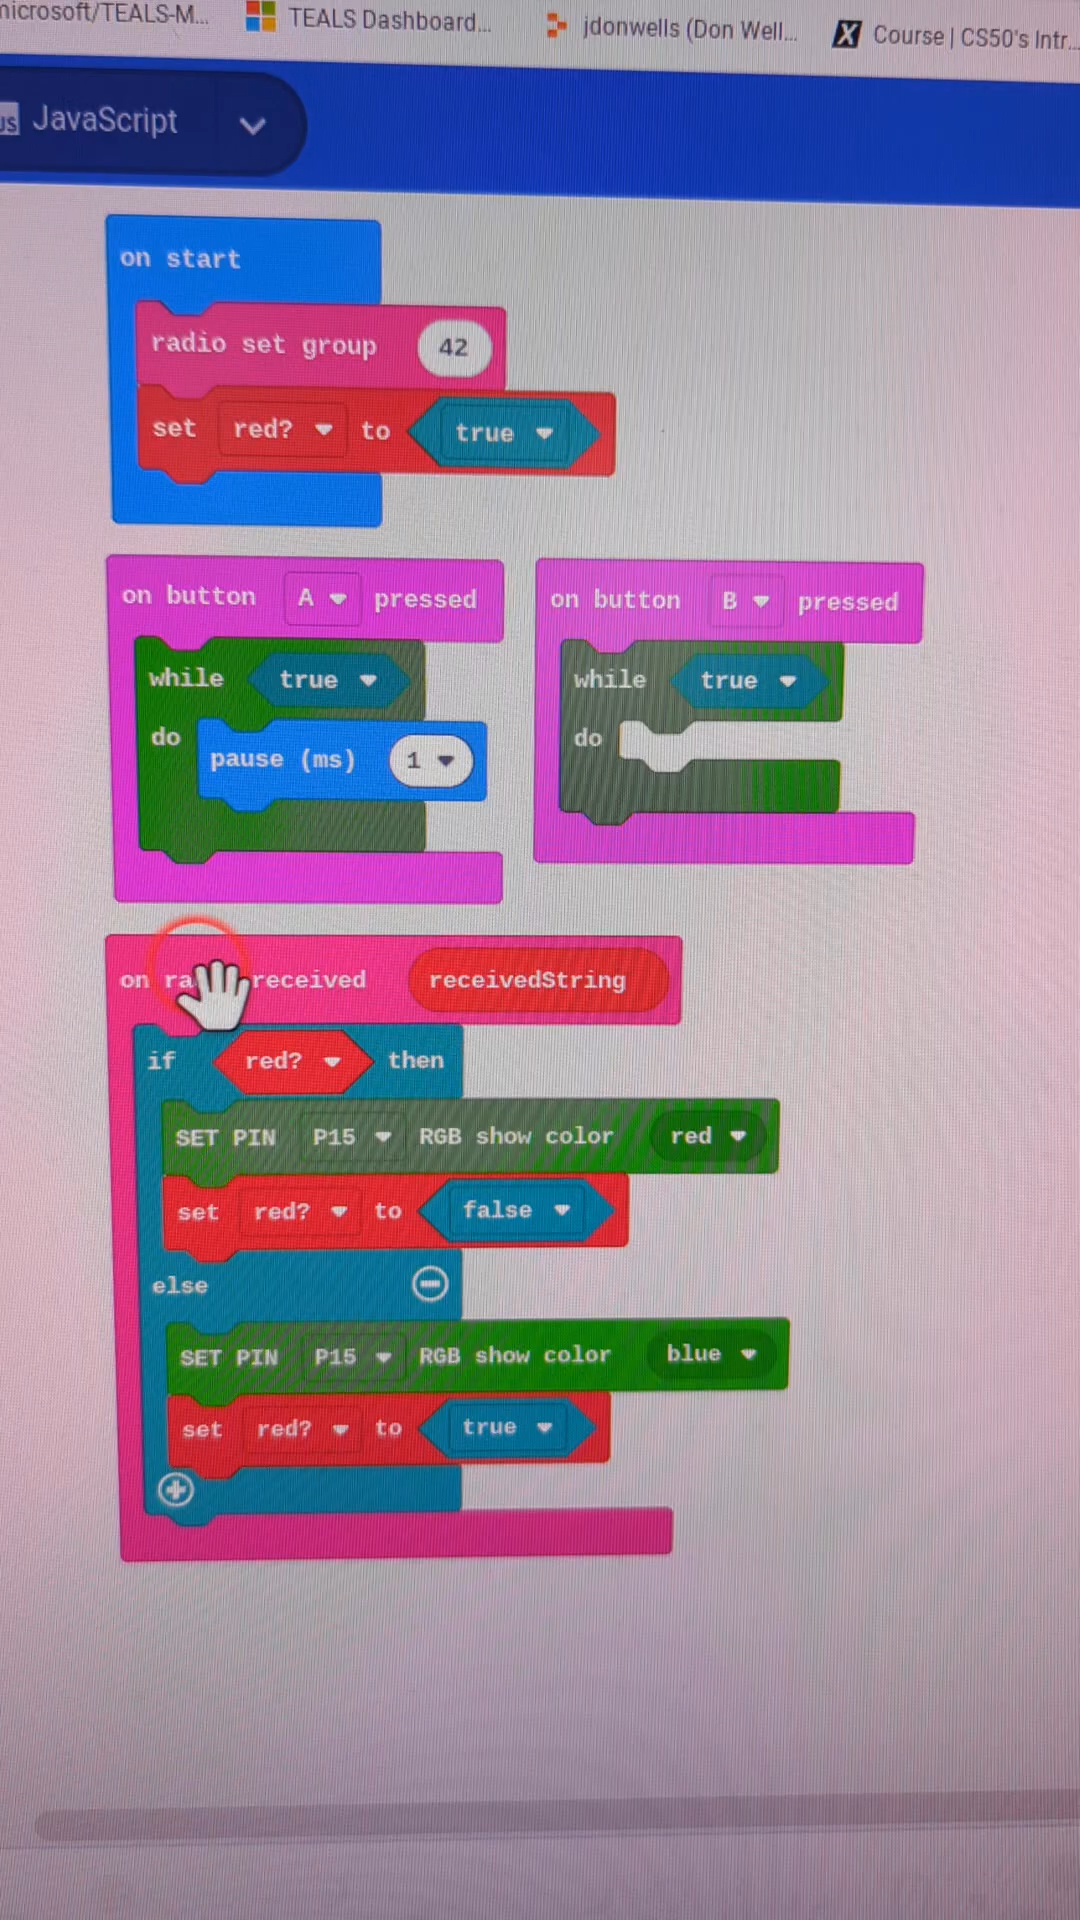 microsoft/TEALS-M... TEALS Dashboard... jdonwells (Don Well... Course | CS50's Intr...
JS JavaScript
on start
radio set group 42
set red? to true
on button A pressed
while true
do pause (ms) 1
on button B pressed
while true
do
on ra received receivedString
if red? then
SET PIN P15 RGB show color red
set red? to false
else
SET PIN P15 RGB show color blue
set red? to true